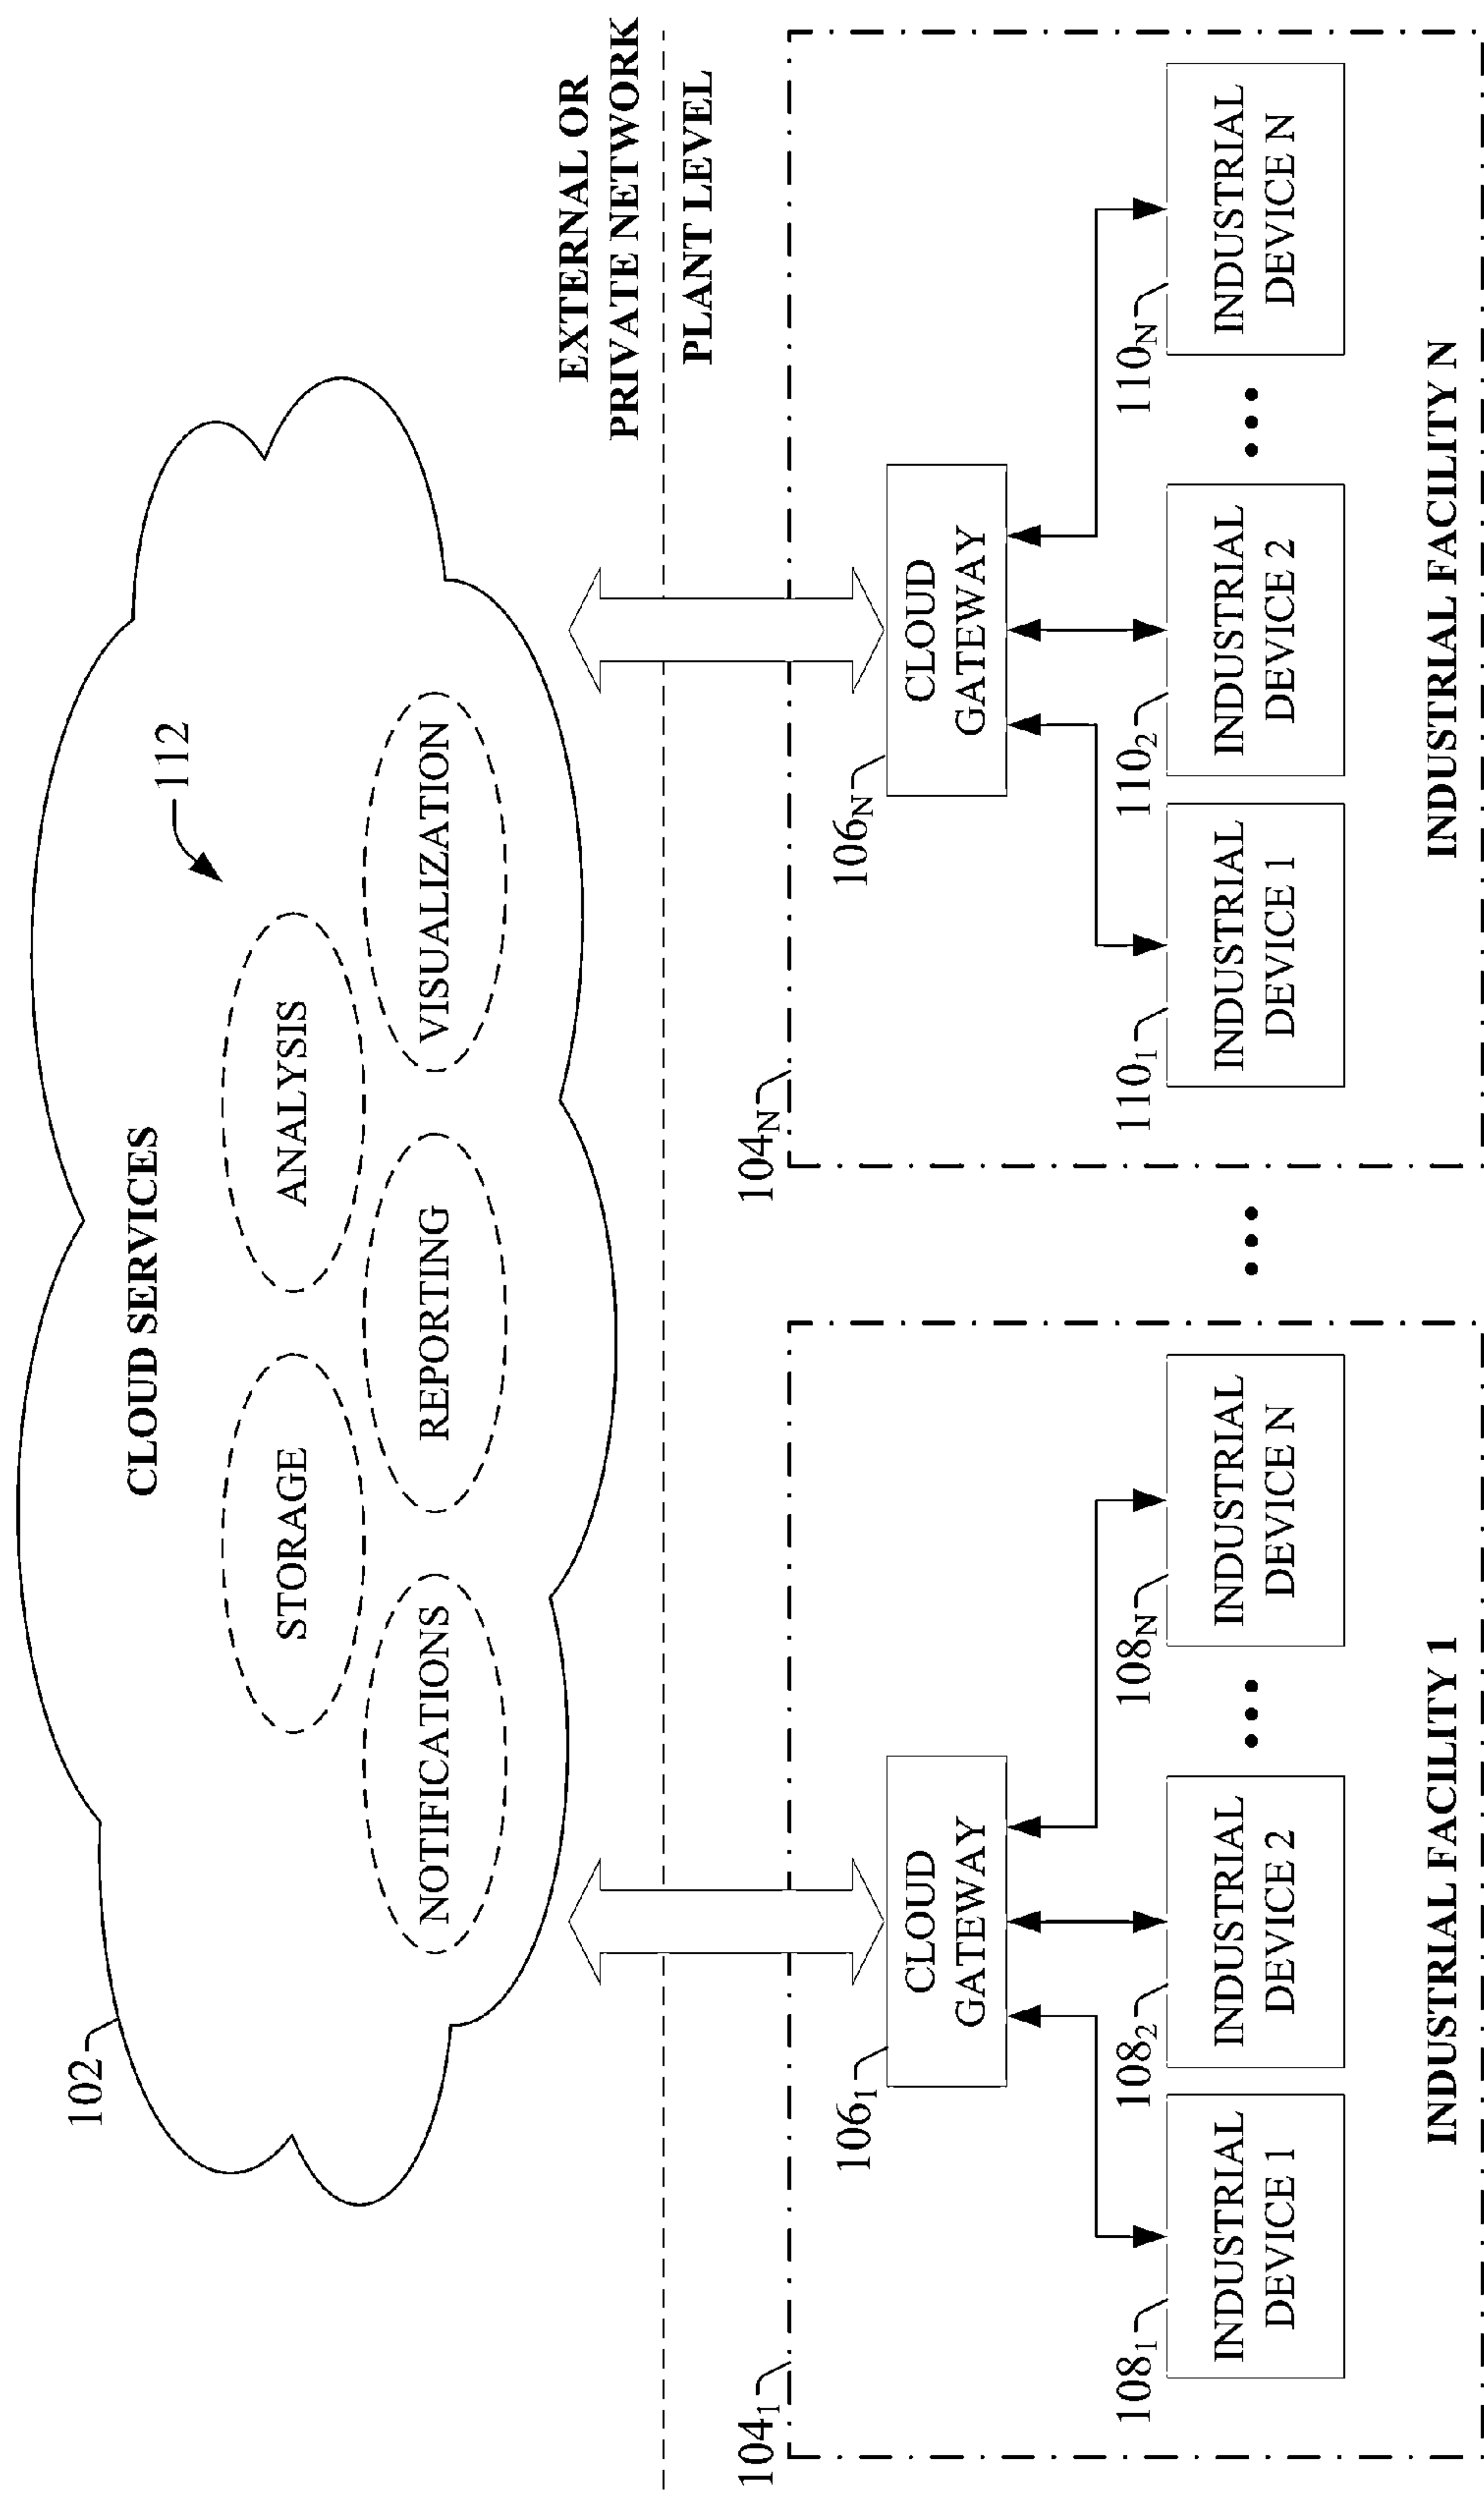 102
CLOUD SERVICES
112
STORAGE
ANALYSIS
NOTIFICATIONS
REPORTING
VISUALIZATION
EXTERNAL OR
PRIVATE NETWORK
PLANT LEVEL
104₁
106₁
CLOUD
GATEWAY
108₁
INDUSTRIAL
DEVICE 1
108₂
INDUSTRIAL
DEVICE 2
108N
INDUSTRIAL
DEVICE N
INDUSTRIAL FACILITY 1
104N
106N
CLOUD
GATEWAY
110₁
INDUSTRIAL
DEVICE 1
110₂
INDUSTRIAL
DEVICE 2
110N
INDUSTRIAL
DEVICE N
INDUSTRIAL FACILITY N